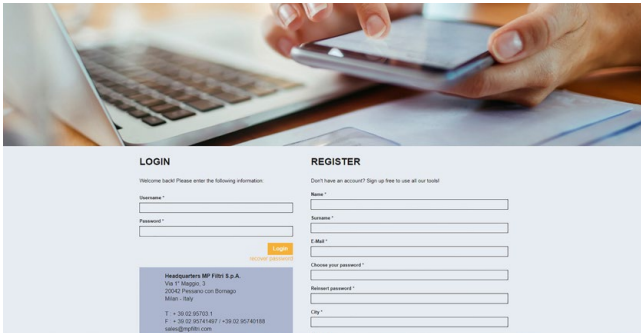 LOGIN
Welcome back! Please enter the following information:
Username *
Password *
Login
recover password
Headquarters MP Filtri S.p.A.
Via 1° Maggio, 3
20042 Pessano con Bornago
Milan - Italy
T + 39.02.95703.1
F + 39.02.95741497 / +39.02.95740188
sales@mpfiltri.com
REGISTER
Don't have an account? Sign up free to use all our tools!
Name *
Surname *
E-Mail *
Choose your password *
Reinsert password *
City *